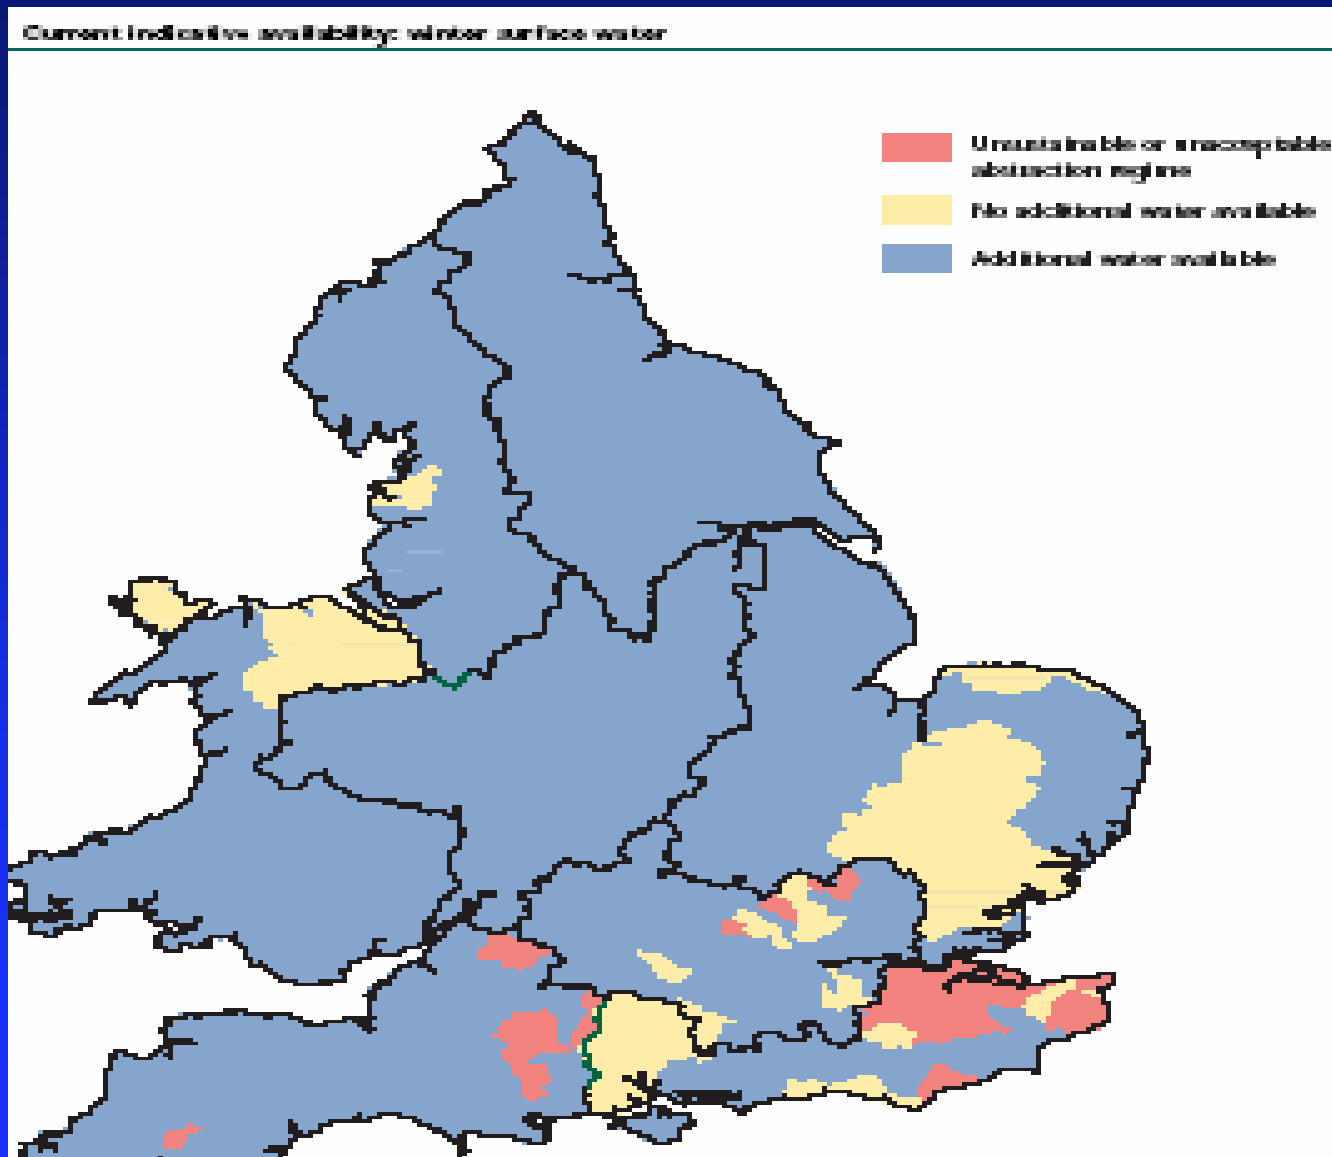 Current indicative availability: winter surface water
Unsustainable or unacceptable
abstraction regime
No additional water available
Additional water available